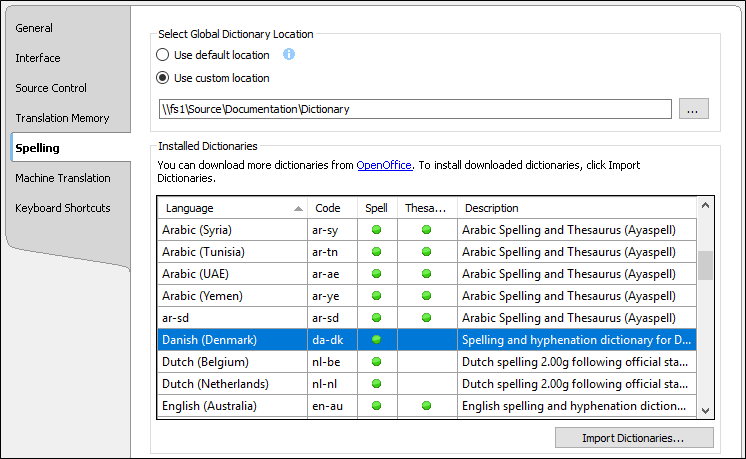 General
Interface
Source Control
Translation Memory
Spelling
Machine Translation
Keyboard Shortcuts
Select Global Dictionary Location
Use default location
Use custom location
\\fs1\Source\Documentation\Dictionary
...
Installed Dictionaries
You can download more dictionaries from OpenOffice. To install downloaded dictionaries, click Import
Dictionaries.
Language Code Spell Thesa... Description
Arabic (Syria) ar-sy Arabic Spelling and Thesaurus (Ayaspell)
Arabic (Tunisia) ar-tn Arabic Spelling and Thesaurus (Ayaspell)
Arabic (UAE) ar-ae Arabic Spelling and Thesaurus (Ayaspell)
Arabic (Yemen) ar-ye Arabic Spelling and Thesaurus (Ayaspell)
ar-sd ar-sd Arabic Spelling and Thesaurus (Ayaspell)
Danish (Denmark) da-dk Spelling and hyphenation dictionary for D...
Dutch (Belgium) nl-be Dutch spelling 2.00g following official sta...
Dutch (Netherlands) nl-nl Dutch spelling 2.00g following official sta...
English (Australia) en-au English spelling and hyphenation diction...
Import Dictionaries...